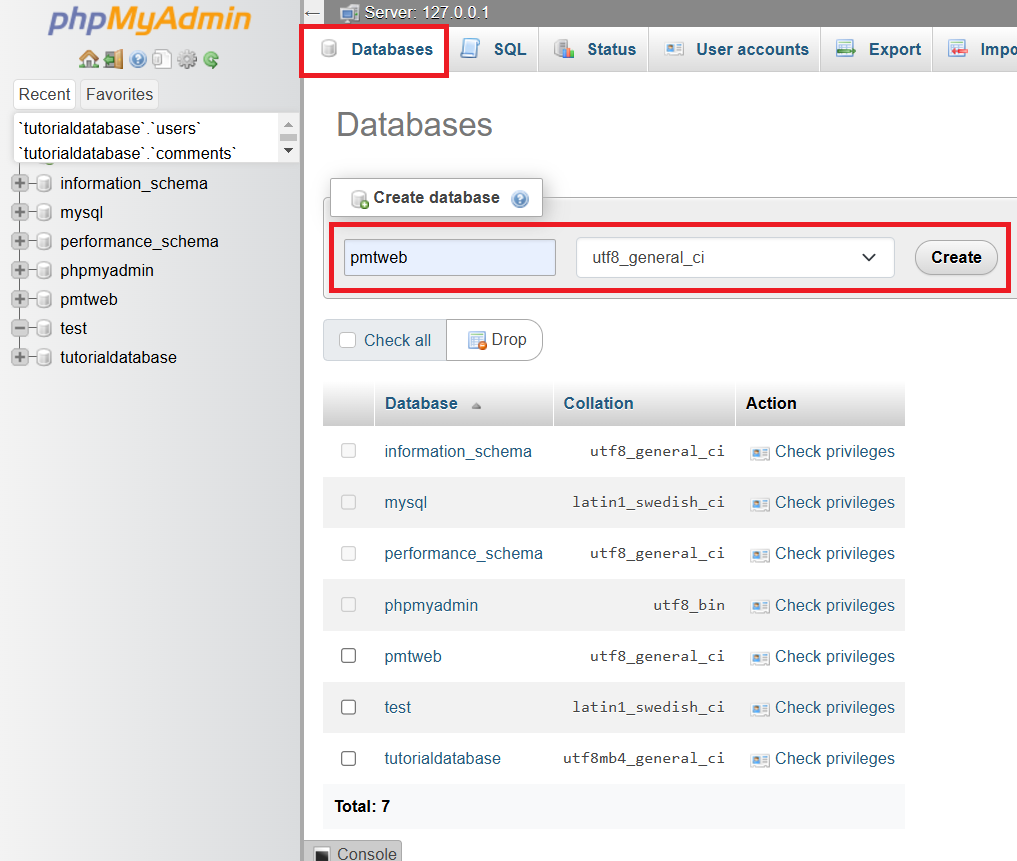 phpMyAdmin
Recent Favorites
`tutorialdatabase`.`users`
`tutorialdatabase`.`comments`
information_schema
mysql
performance_schema
phpmyadmin
pmtweb
test
tutorialdatabase
Server: 127.0.0.1
Databases SQL Status User accounts Export Impo
Databases
Create database
pmtweb utf8_general_ci Create
Check all Drop
Database Collation Action
information_schema utf8_general_ci Check privileges
mysql latin1_swedish_ci Check privileges
performance_schema utf8_general_ci Check privileges
phpmyadmin utf8_bin Check privileges
pmtweb utf8_general_ci Check privileges
test latin1_swedish_ci Check privileges
tutorialdatabase utf8mb4_general_ci Check privileges
Total: 7
Console